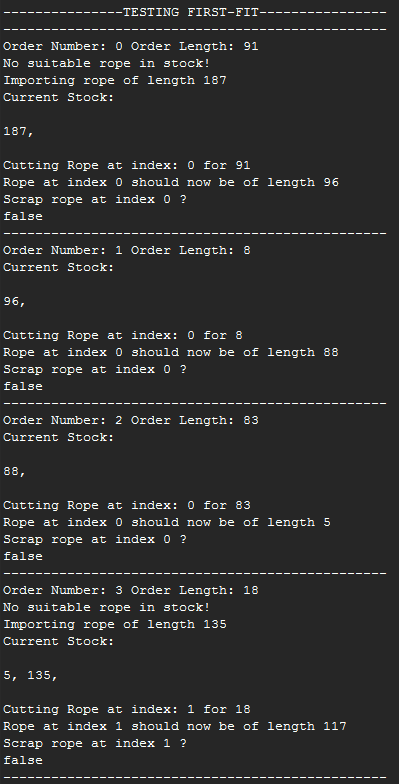 ---------------TESTING FIRST-FIT----------------
------------------------------------------------
Order Number: 0 Order Length: 91
No suitable rope in stock!
Importing rope of length 187
Current Stock:
187,
Cutting Rope at index: 0 for 91
Rope at index 0 should now be of length 96
Scrap rope at index 0 ?
false
------------------------------------------------
Order Number: 1 Order Length: 8
Current Stock:
96,
Cutting Rope at index: 0 for 8
Rope at index 0 should now be of length 88
Scrap rope at index 0 ?
false
------------------------------------------------
Order Number: 2 Order Length: 83
Current Stock:
88,
Cutting Rope at index: 0 for 83
Rope at index 0 should now be of length 5
Scrap rope at index 0 ?
false
------------------------------------------------
Order Number: 3 Order Length: 18
No suitable rope in stock!
Importing rope of length 135
Current Stock:
5, 135,
Cutting Rope at index: 1 for 18
Rope at index 1 should now be of length 117
Scrap rope at index 1 ?
false
------------------------------------------------